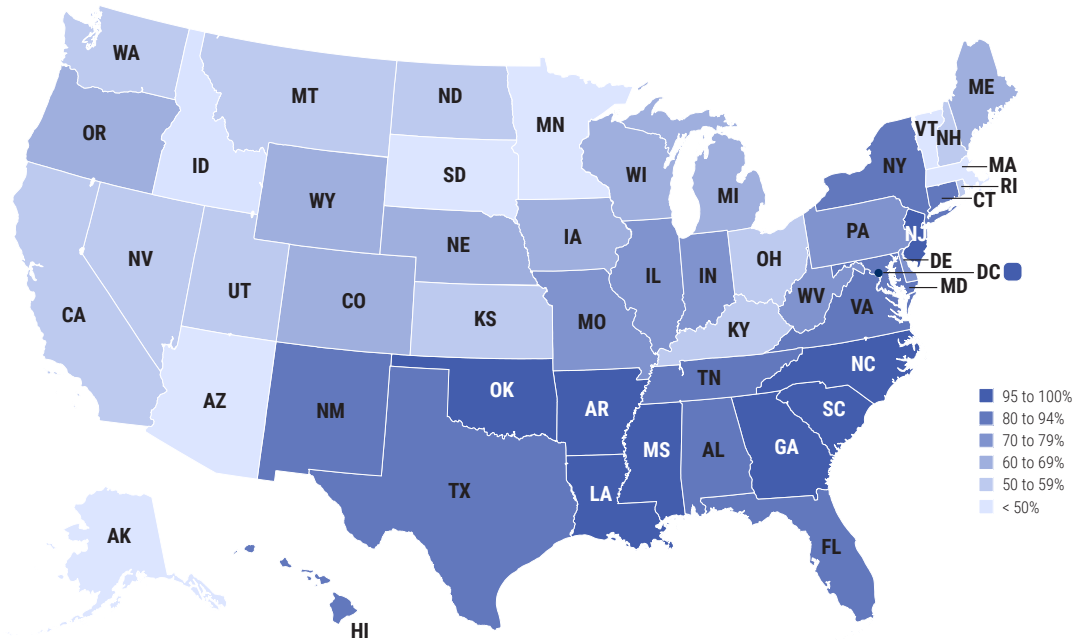 WA
MT
ND
MN
ME
VT
NH
OR
ID
SD
WI
NY
MA
MI
RI
WY
CT
NE
IA
PA
NJ
NV
UT
CO
IL
IN
OH
DE
DC
MD
CA
KS
MO
WV
VA
KY
AZ
NM
OK
AR
TN
NC
SC
MS
AL
GA
TX
LA
AK
FL
HI
95 to 100%
80 to 94%
70 to 79%
60 to 69%
50 to 59%
< 50%